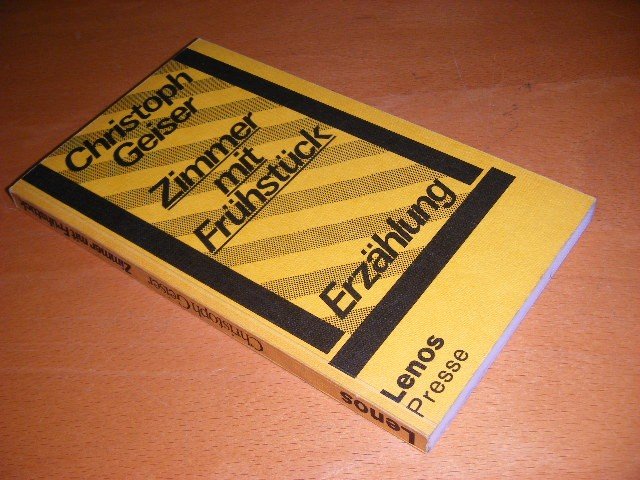 Christoph
Geiser
Zimmer
mit
Frühstück
Erzählung
Lenos
Presse
Zimmer mit Frühstück
Christoph Geiser
Lenos